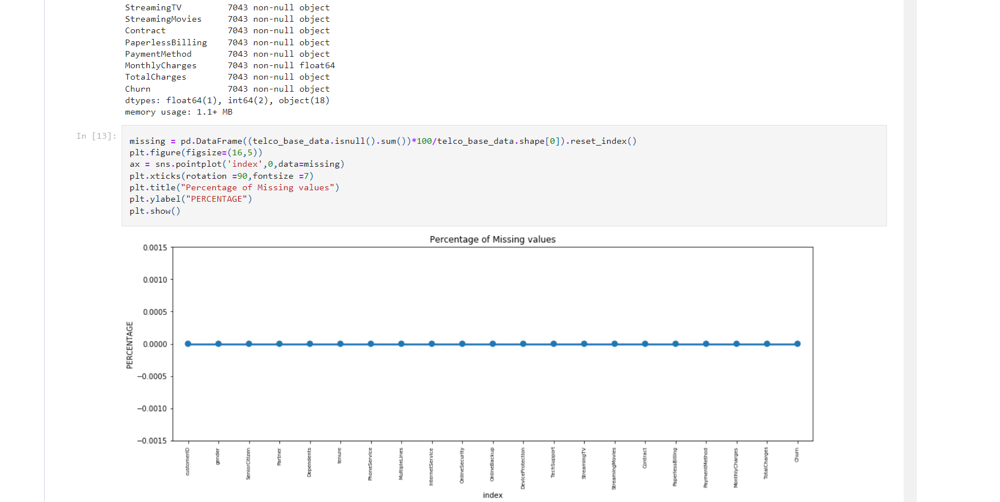 StreamingTV 7043 non-null object
StreamingMovies 7043 non-null object
Contract 7043 non-null object
PaperlessBilling 7043 non-null object
PaymentMethod 7043 non-null object
MonthlyCharges 7043 non-null float64
TotalCharges 7043 non-null object
Churn 7043 non-null object
dtypes: float64(1), int64(2), object(18)
memory usage: 1.1+ MB
In [13]:
missing = pd.DataFrame((telco_base_data.isnull().sum())*100/telco_base_data.shape[0]).reset_index()
plt.figure(figsize=(16,5))
ax = sns.pointplot('index',0,data=missing)
plt.xticks(rotation =90,fontsize =7)
plt.title("Percentage of Missing values")
plt.ylabel("PERCENTAGE")
plt.show()
Percentage of Missing values
0.0015
0.0010
0.0005
0.0000
−0.0005
−0.0010
−0.0015
PERCENTAGE
customerID
gender
SeniorCitizen
Partner
Dependents
tenure
PhoneService
MultipleLines
InternetService
OnlineSecurity
OnlineBackup
DeviceProtection
TechSupport
StreamingTV
StreamingMovies
Contract
PaperlessBilling
PaymentMethod
MonthlyCharges
TotalCharges
Churn
index